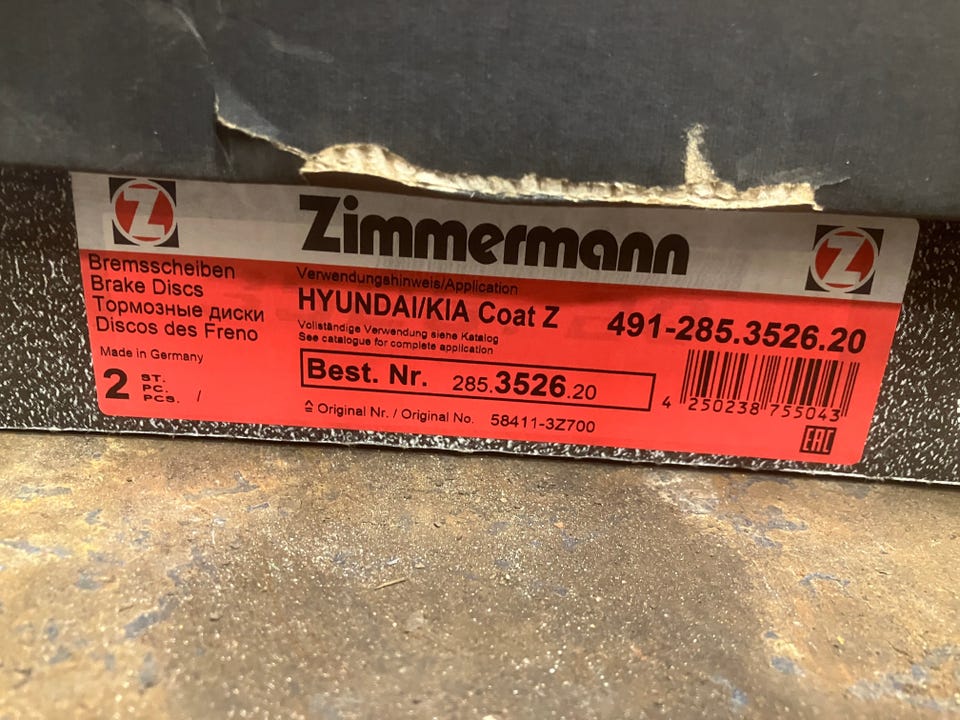 Z
Zimmermann
Z
Bremsscheiben
Brake Discs
Тормозные диски
Discos des Freno
Made in Germany
2 ST.
PC.
PCS. /
Verwendungshinweis/Application
HYUNDAI/KIA Coat Z
491-285.3526.20
Vollständige Verwendung siehe Katalog
See catalogue for complete application
Best. Nr. 285.3526.20
≙ Original Nr. / Original No. 58411-3Z700
4 250238 755043
EAC